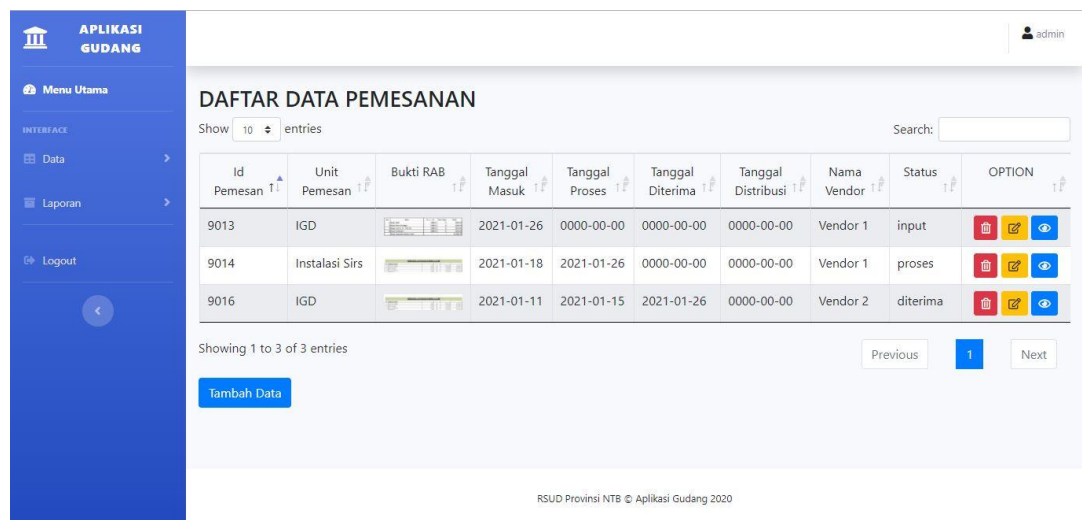 APLIKASI
GUDANG
admin
Menu Utama
INTERFACE
Data
Laporan
Logout
DAFTAR DATA PEMESANAN
Show 10 entries
Search:
Id Pemesan Unit Pemesan Bukti RAB Tanggal Masuk Tanggal Proses Tanggal Diterima Tanggal Distribusi Nama Vendor Status OPTION
9013 IGD 2021-01-26 0000-00-00 0000-00-00 0000-00-00 Vendor 1 input
9014 Instalasi Sirs 2021-01-18 2021-01-26 0000-00-00 0000-00-00 Vendor 1 proses
9016 IGD 2021-01-11 2021-01-15 2021-01-26 0000-00-00 Vendor 2 diterima
Showing 1 to 3 of 3 entries
Previous 1 Next
Tambah Data
RSUD Provinsi NTB © Aplikasi Gudang 2020